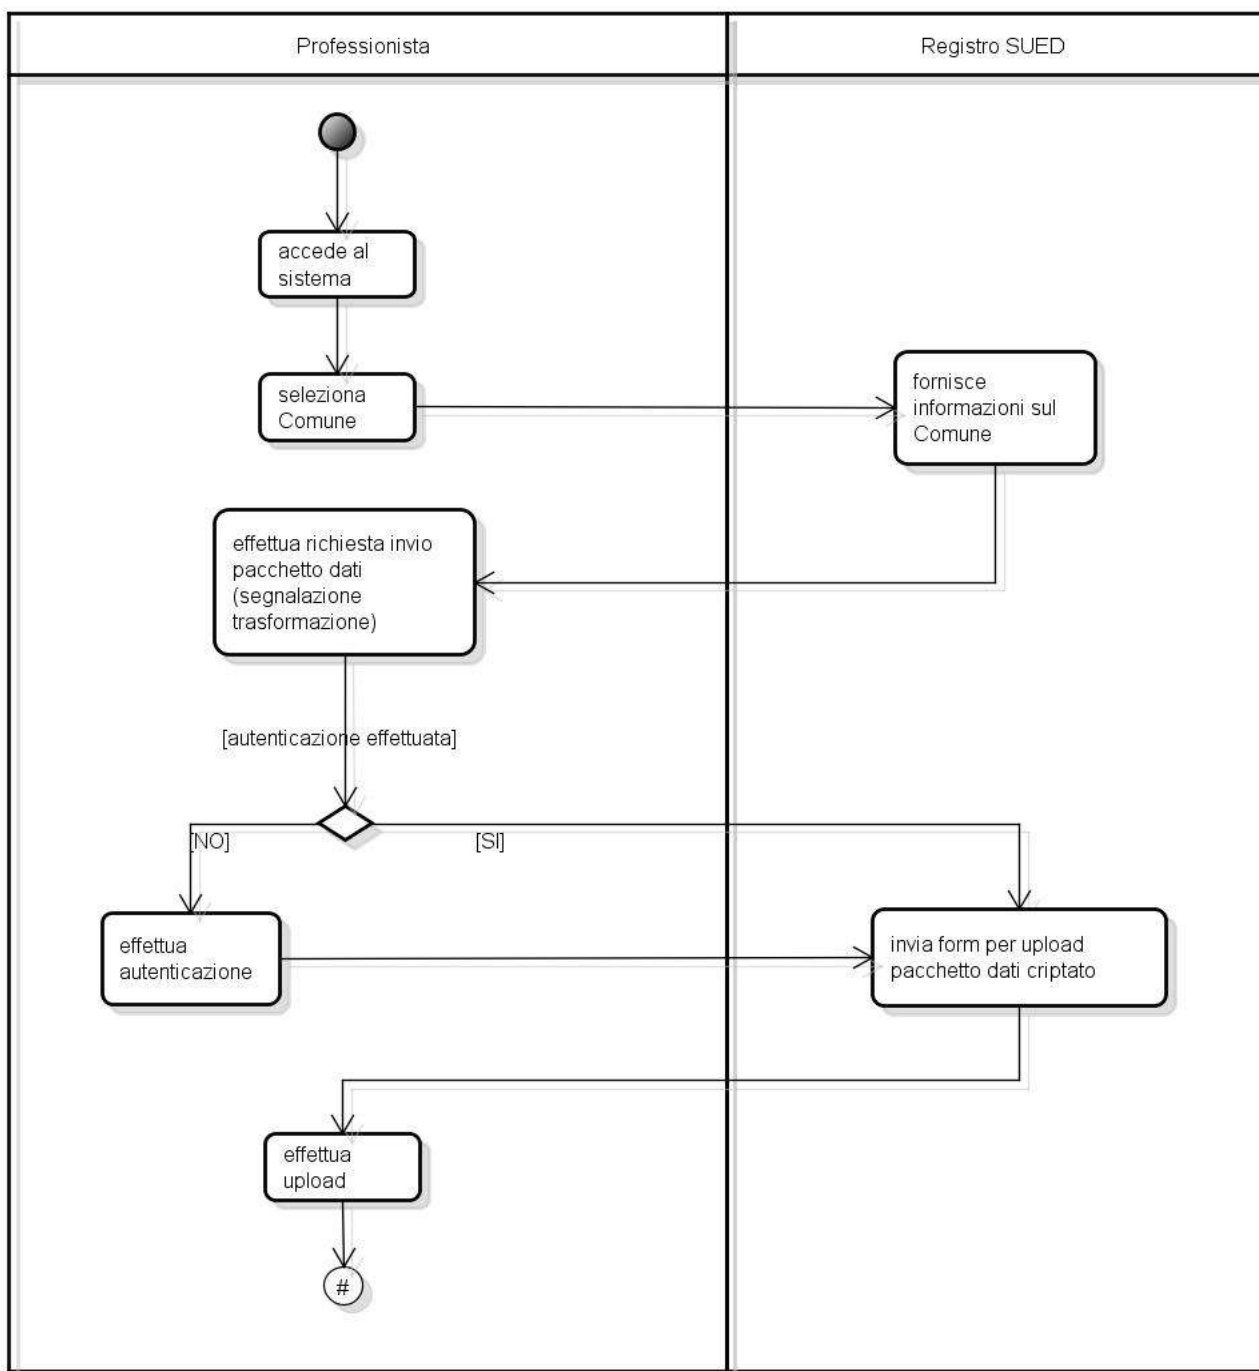 Professionista
Registro SUED
accede al
sistema
seleziona
Comune
fornisce
informazioni sul
Comune
effettua richiesta invio
pacchetto dati
(segnalazione
trasformazione)
[autenticazione effettuata]
[NO]
[SI]
effettua
autenticazione
invia form per upload
pacchetto dati criptato
effettua
upload
#